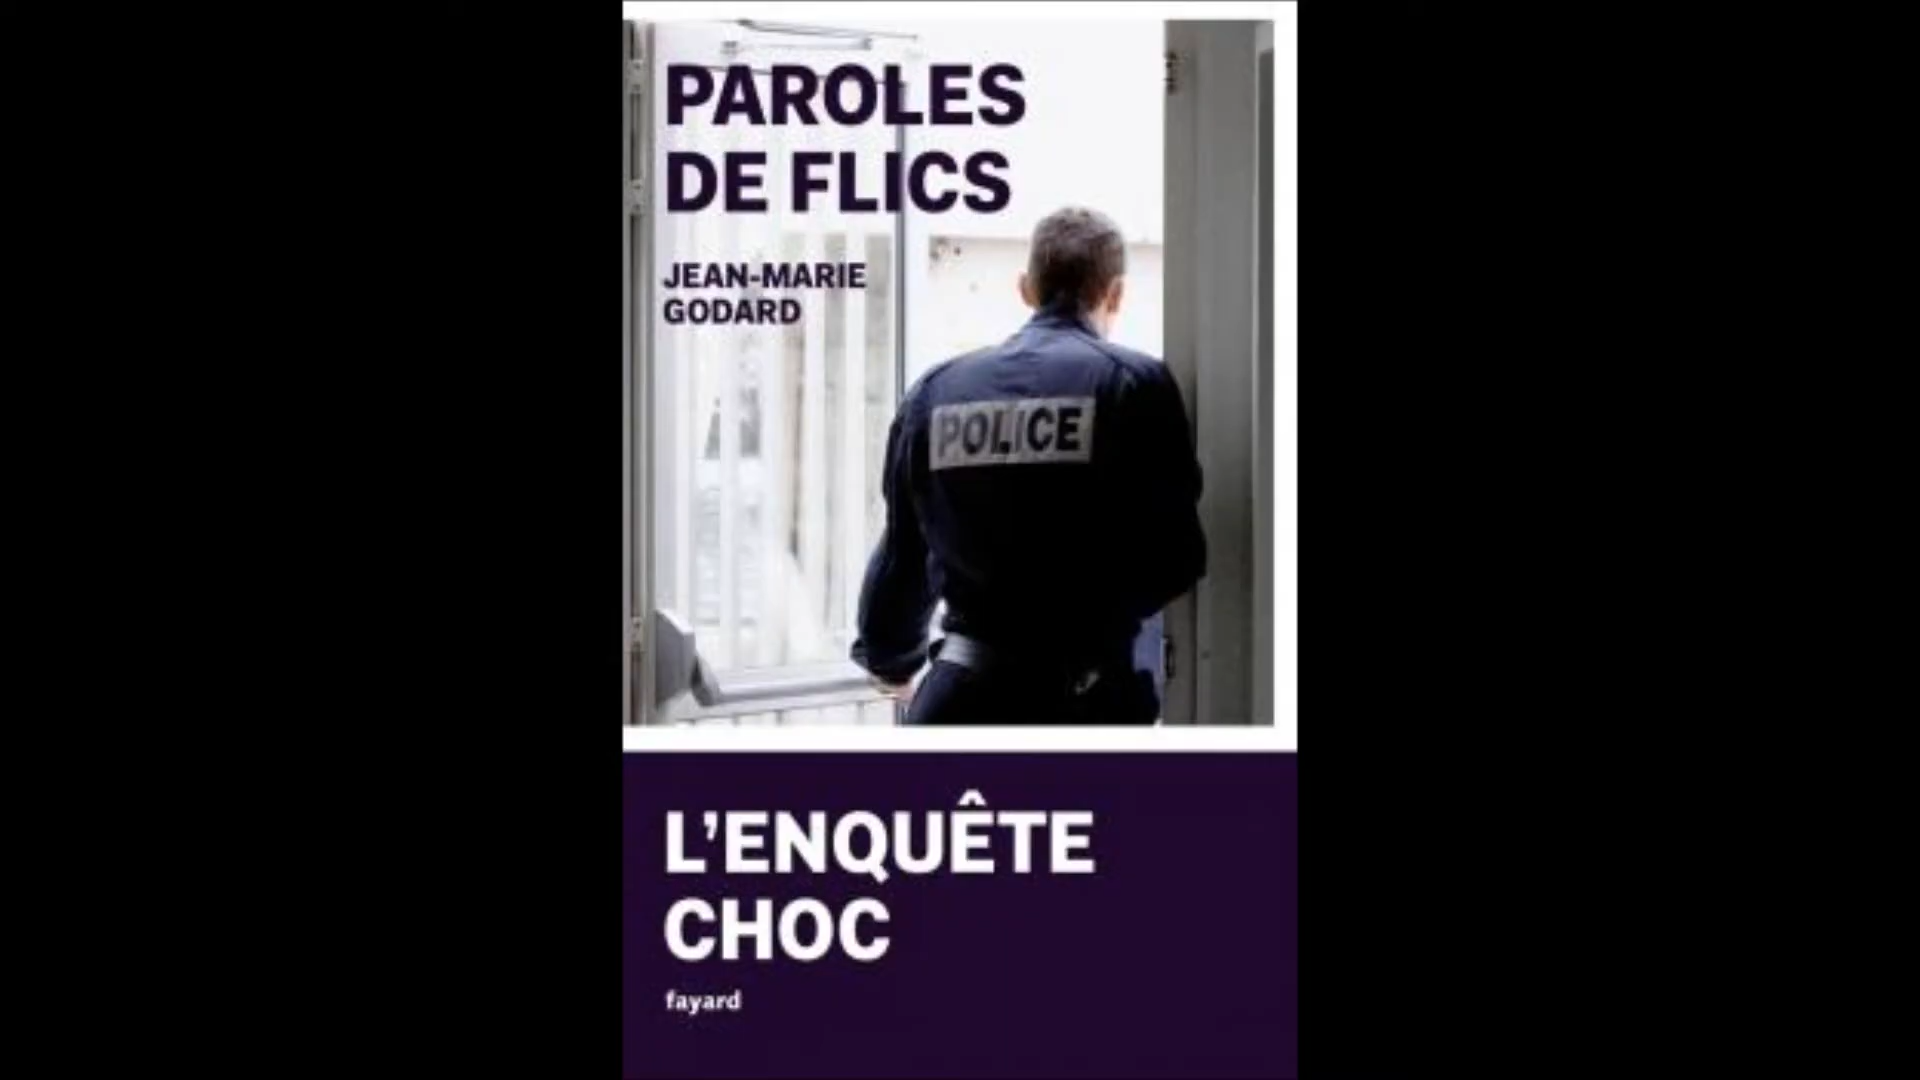 PAROLES
DE FLICS
JEAN-MARIE
GODARD
POLICE
L'ENQUÊTE
CHOC
fayard